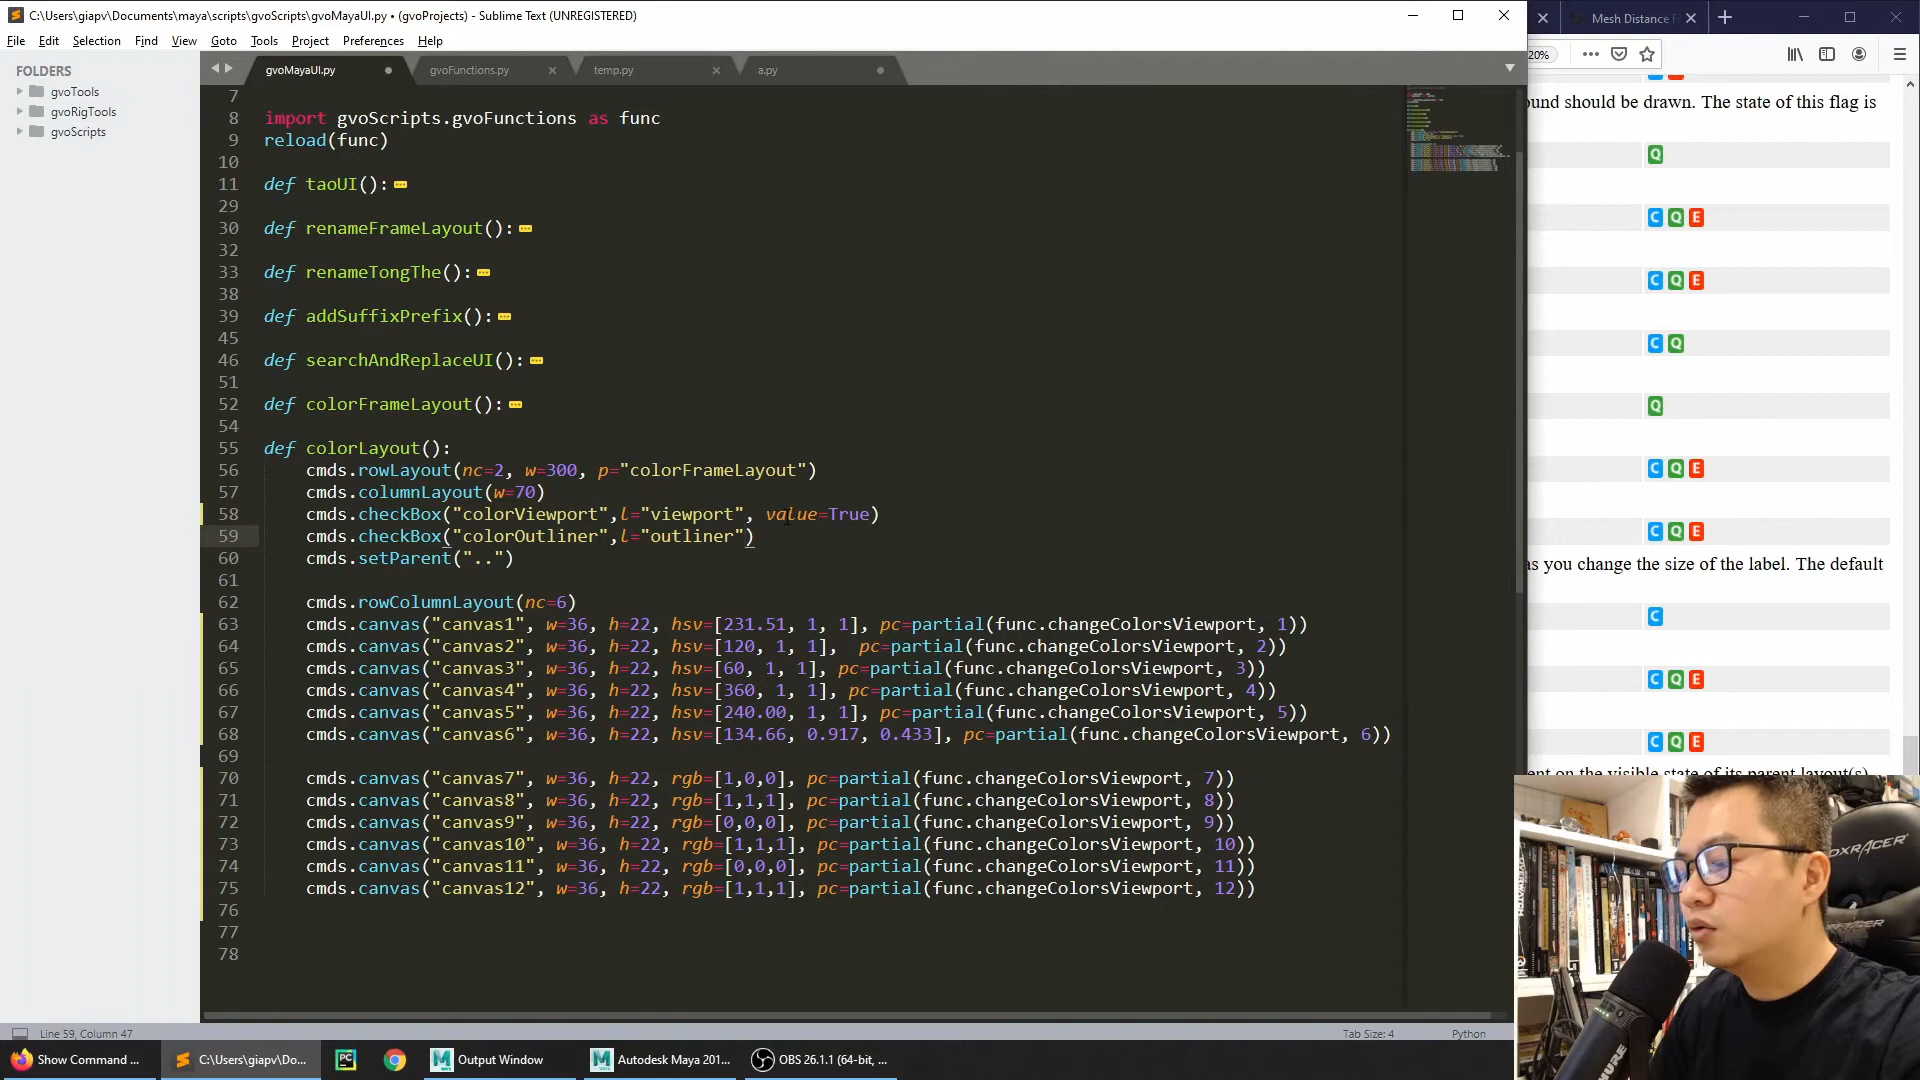 C:\Users\giapv\Documents\maya\scripts\gvoScripts\gvoMayaUI.py • (gvoProjects) - Sublime Text (UNREGISTERED)
Mesh Distance F
File Edit Selection Find View Goto Tools Project Preferences Help
20%
FOLDERS
gvoTools
gvoRigTools
gvoScripts
gvoMayaUI.py
gvoFunctions.py
temp.py
a.py
7
8 import gvoScripts.gvoFunctions as func
9 reload(func)
10
11 def taoUI():
29
30 def renameFrameLayout():
32
33 def renameTongThe():
38
39 def addSuffixPrefix():
45
46 def searchAndReplaceUI():
51
52 def colorFrameLayout():
54
55 def colorLayout():
56 cmds.rowLayout(nc=2, w=300, p="colorFrameLayout")
57 cmds.columnLayout(w=70)
58 cmds.checkBox("colorViewport",l="viewport", value=True)
59 cmds.checkBox("colorOutliner",l="outliner")
60 cmds.setParent("..")
61
62 cmds.rowColumnLayout(nc=6)
63 cmds.canvas("canvas1", w=36, h=22, hsv=[231.51, 1, 1], pc=partial(func.changeColorsViewport, 1))
64 cmds.canvas("canvas2", w=36, h=22, hsv=[120, 1, 1],  pc=partial(func.changeColorsViewport, 2))
65 cmds.canvas("canvas3", w=36, h=22, hsv=[60, 1, 1], pc=partial(func.changeColorsViewport, 3))
66 cmds.canvas("canvas4", w=36, h=22, hsv=[360, 1, 1], pc=partial(func.changeColorsViewport, 4))
67 cmds.canvas("canvas5", w=36, h=22, hsv=[240.00, 1, 1], pc=partial(func.changeColorsViewport, 5))
68 cmds.canvas("canvas6", w=36, h=22, hsv=[134.66, 0.917, 0.433], pc=partial(func.changeColorsViewport, 6))
69
70 cmds.canvas("canvas7", w=36, h=22, rgb=[1,0,0], pc=partial(func.changeColorsViewport, 7))
71 cmds.canvas("canvas8", w=36, h=22, rgb=[1,1,1], pc=partial(func.changeColorsViewport, 8))
72 cmds.canvas("canvas9", w=36, h=22, rgb=[0,0,0], pc=partial(func.changeColorsViewport, 9))
73 cmds.canvas("canvas10", w=36, h=22, rgb=[1,1,1], pc=partial(func.changeColorsViewport, 10))
74 cmds.canvas("canvas11", w=36, h=22, rgb=[0,0,0], pc=partial(func.changeColorsViewport, 11))
75 cmds.canvas("canvas12", w=36, h=22, rgb=[1,1,1], pc=partial(func.changeColorsViewport, 12))
76
77
78
ound should be drawn. The state of this flag is
Q
C Q E
C Q E
C Q
Q
C Q E
C Q E
as you change the size of the label. The default
C
C Q E
C Q E
ent on the visible state of its parent layout(s)
OXRACER
Line 59, Column 47
Tab Size: 4
Python
Show Command ...
C:\Users\giapv\Do...
PC
Output Window
Autodesk Maya 201...
OBS 26.1.1 (64-bit, ...